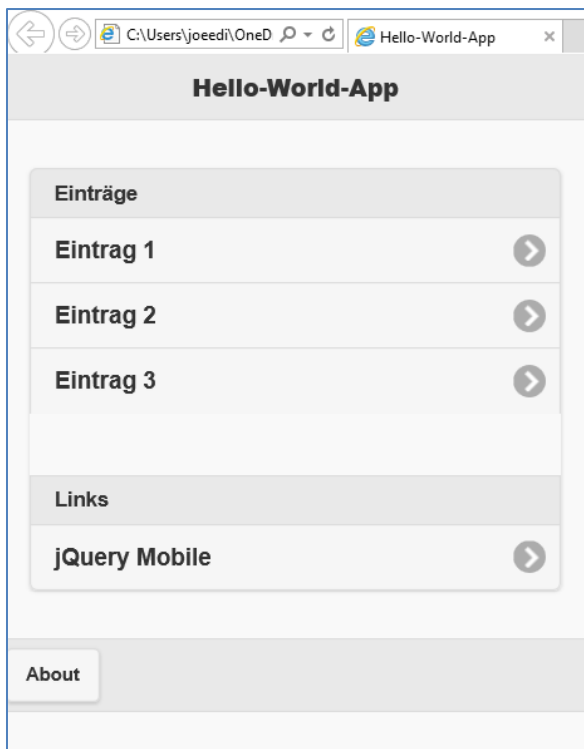 C:\Users\joeedi\OneD
Hello-World-App
Hello-World-App
Einträge
Eintrag 1
Eintrag 2
Eintrag 3
Links
jQuery Mobile
About